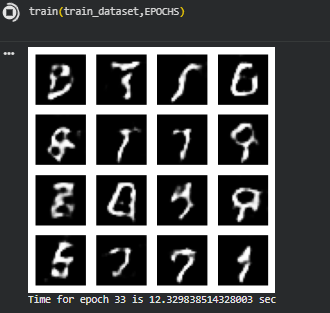 train(train_dataset,EPOCHS)
Time for epoch 33 is 12.329838514328003 sec